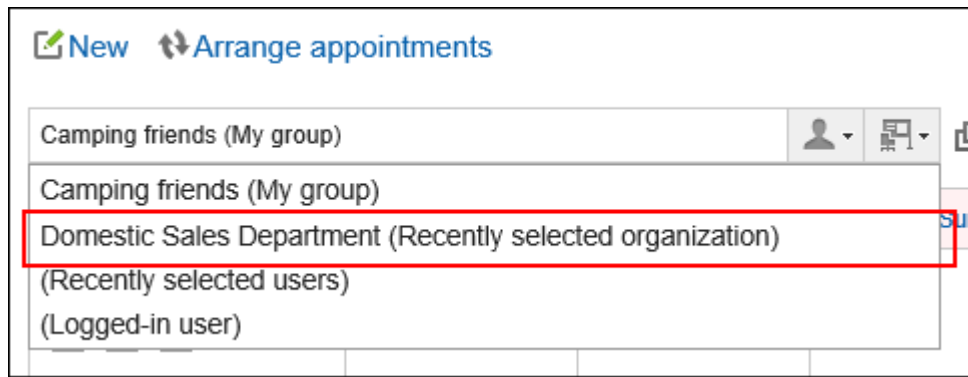 New Arrange appointments
Camping friends (My group)
Camping friends (My group)
Domestic Sales Department (Recently selected organization)
(Recently selected users)
(Logged-in user)